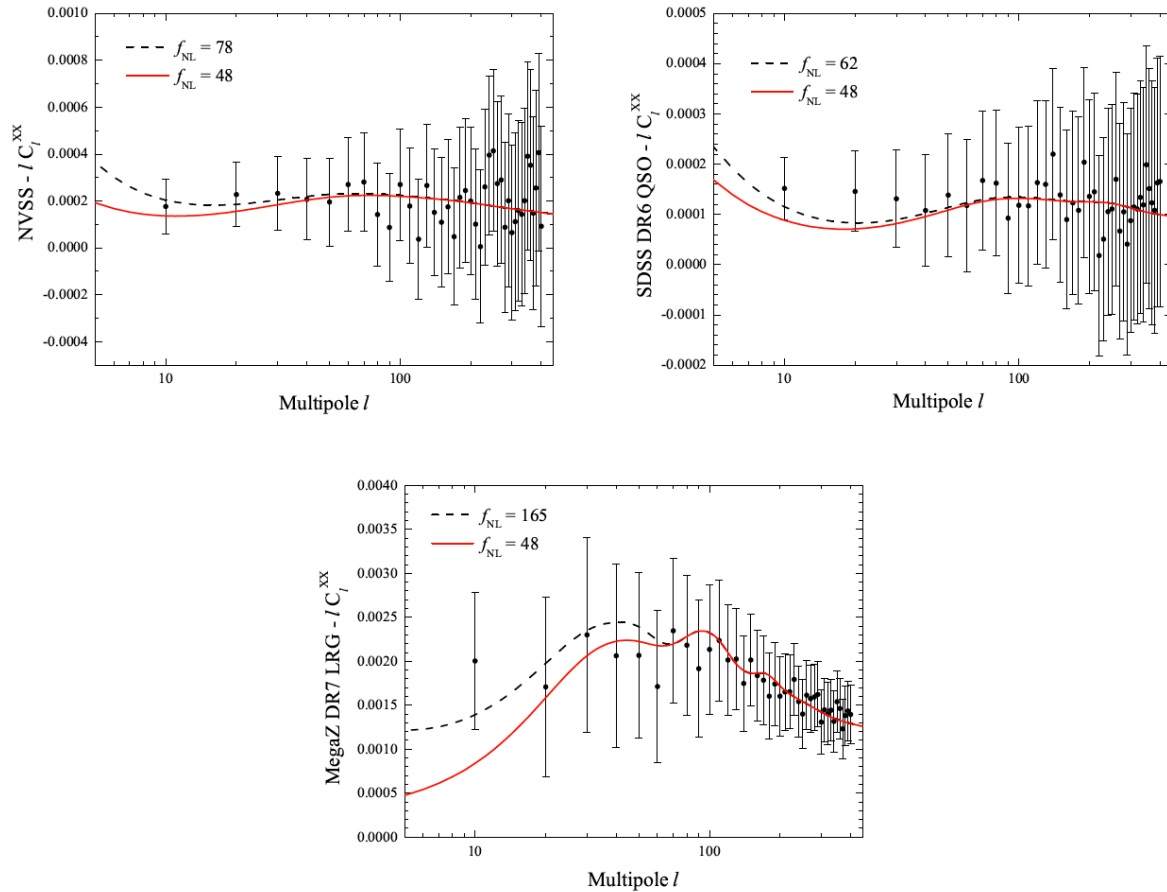 0.0010
0.0008
0.0006
0.0004
0.0002
0.0000
-0.0002
-0.0004
NVSS - l C_l^XX
f_NL = 78
f_NL = 48
10
100
Multipole l
0.0005
0.0004
0.0003
0.0002
0.0001
0.0000
-0.0001
-0.0002
SDSS DR6 QSO - l C_l^XX
f_NL = 62
f_NL = 48
10
100
Multipole l
0.0040
0.0035
0.0030
0.0025
0.0020
0.0015
0.0010
0.0005
0.0000
MegaZ DR7 LRG - l C_l^XX
f_NL = 165
f_NL = 48
10
100
Multipole l